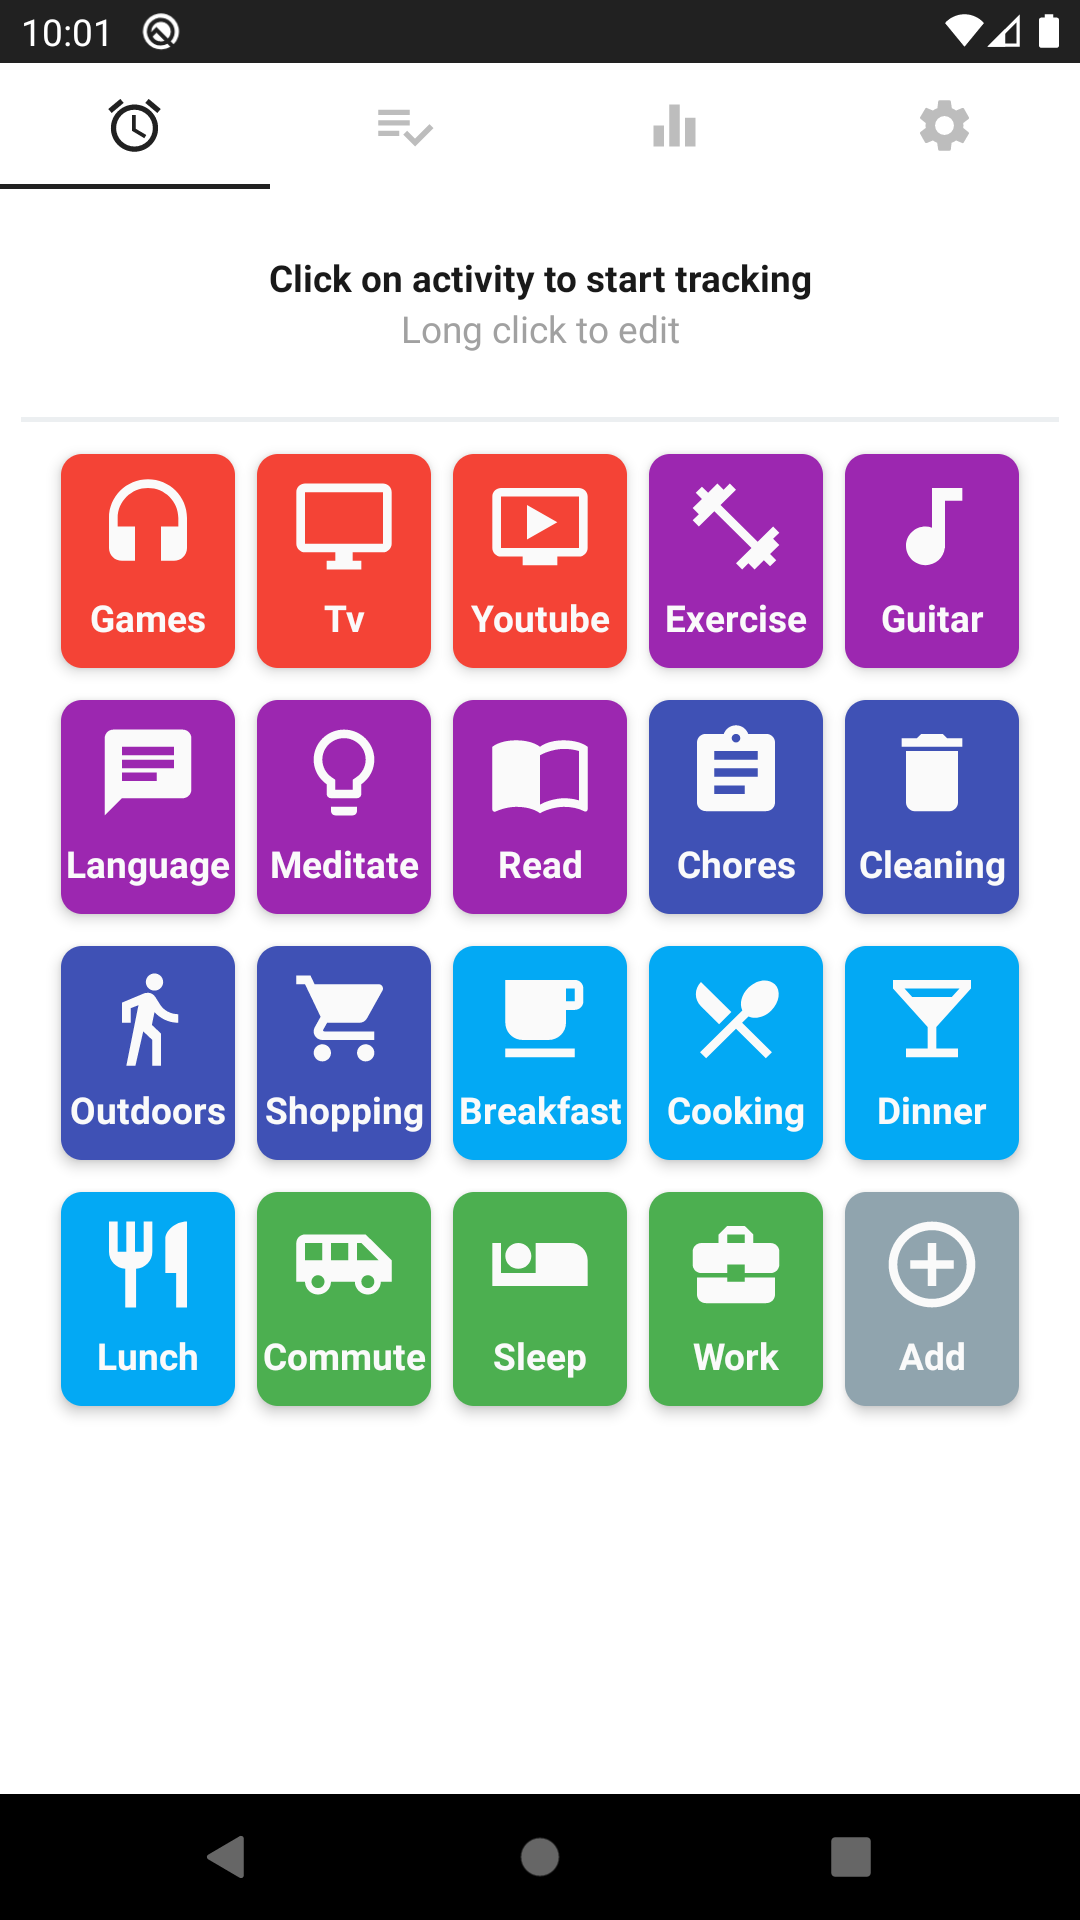 10:01
Click on activity to start tracking
Long click to edit
Games Tv Youtube Exercise Guitar
Language Meditate Read Chores Cleaning
Outdoors Shopping Breakfast Cooking Dinner
Lunch Commute Sleep Work Add